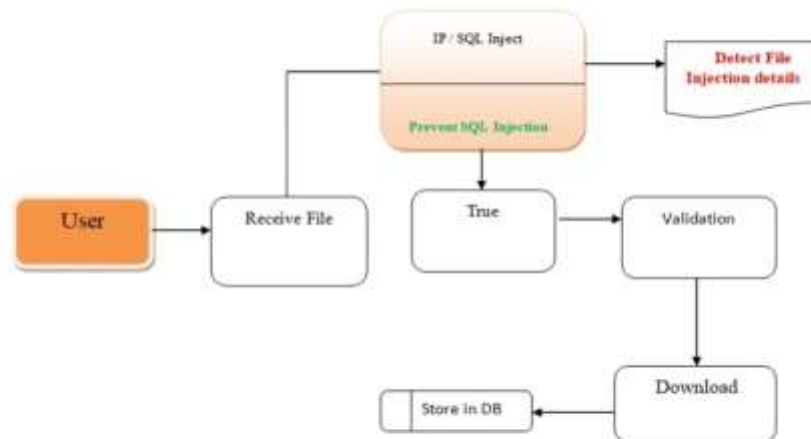 IP / SQL Inject
Detect File
Injection details
Prevent SQL Injection
User
Receive File
True
Validation
Download
Store in DB